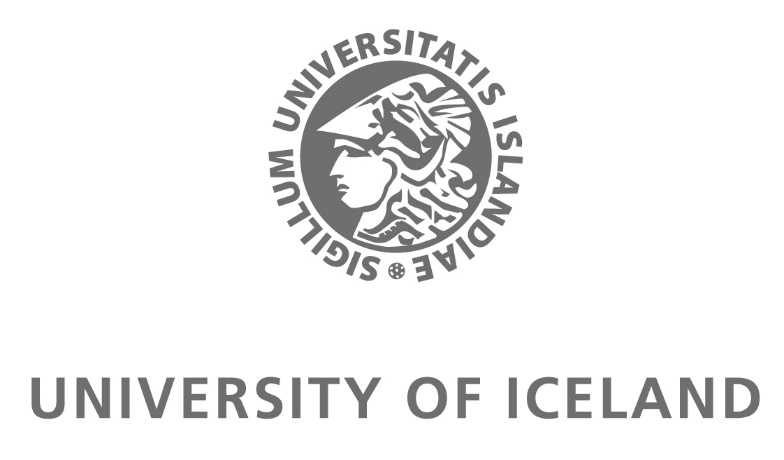 SIGILLUM UNIVERSITATIS ISLANDIAE
UNIVERSITY OF ICELAND